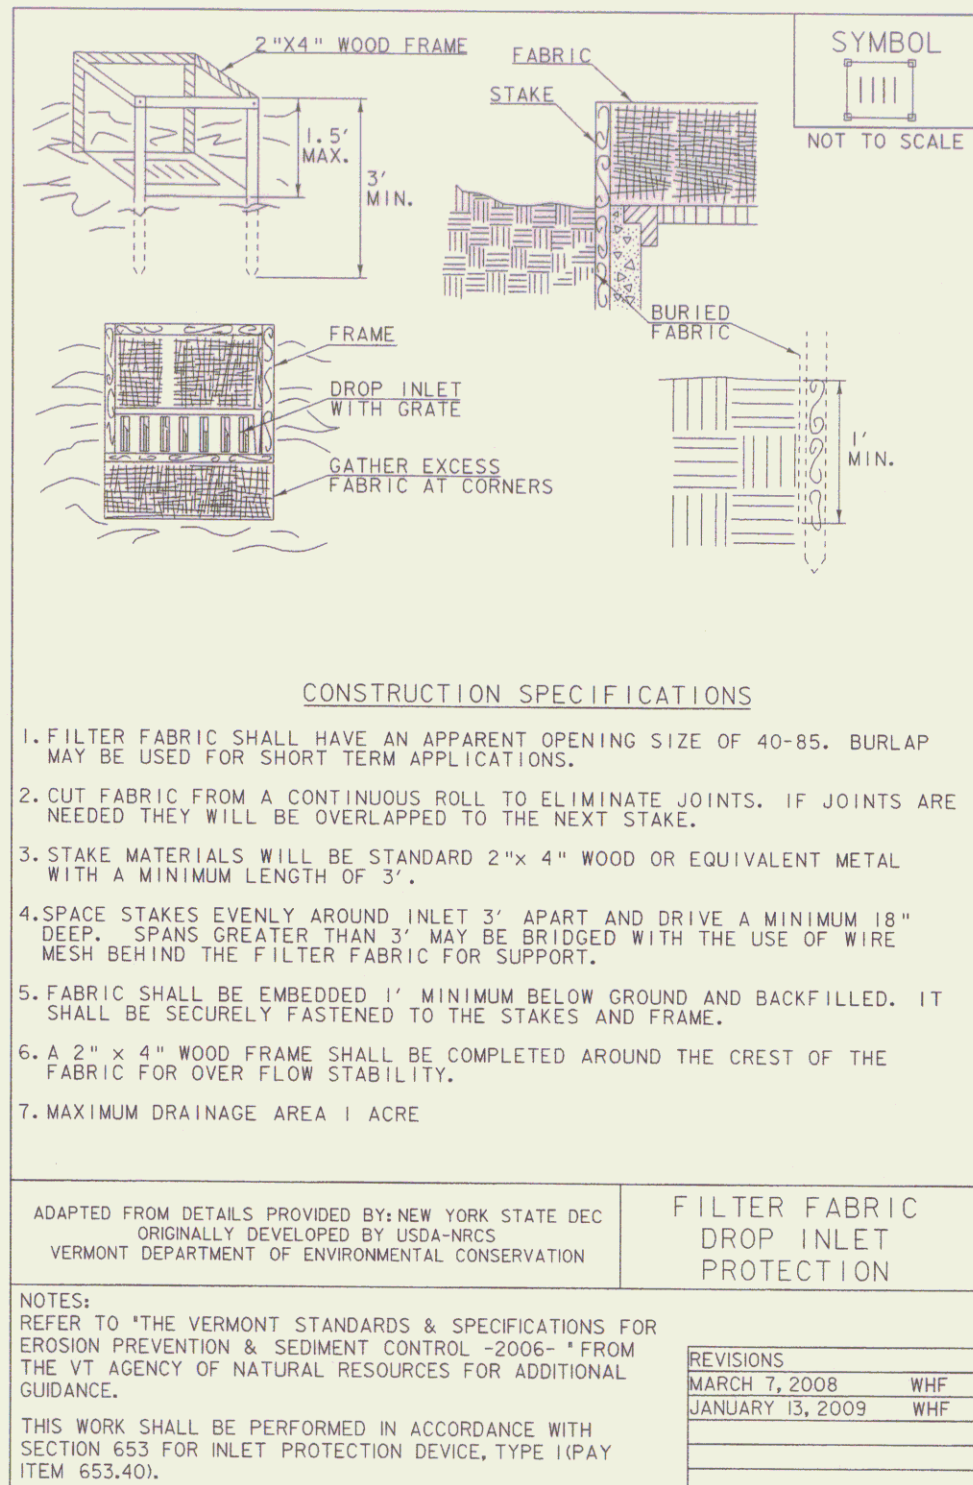 2"X4" WOOD FRAME
1.5'
MAX.
3'
MIN.
FABRIC
STAKE
SYMBOL
NOT TO SCALE
BURIED
FABRIC
FRAME
DROP INLET
WITH GRATE
GATHER EXCESS
FABRIC AT CORNERS
1'
MIN.
CONSTRUCTION SPECIFICATIONS
1. FILTER FABRIC SHALL HAVE AN APPARENT OPENING SIZE OF 40-85. BURLAP
MAY BE USED FOR SHORT TERM APPLICATIONS.
2. CUT FABRIC FROM A CONTINUOUS ROLL TO ELIMINATE JOINTS. IF JOINTS ARE
NEEDED THEY WILL BE OVERLAPPED TO THE NEXT STAKE.
3. STAKE MATERIALS WILL BE STANDARD 2"x 4" WOOD OR EQUIVALENT METAL
WITH A MINIMUM LENGTH OF 3'.
4. SPACE STAKES EVENLY AROUND INLET 3' APART AND DRIVE A MINIMUM 18"
DEEP. SPANS GREATER THAN 3' MAY BE BRIDGED WITH THE USE OF WIRE
MESH BEHIND THE FILTER FABRIC FOR SUPPORT.
5. FABRIC SHALL BE EMBEDDED 1' MINIMUM BELOW GROUND AND BACKFILLED. IT
SHALL BE SECURELY FASTENED TO THE STAKES AND FRAME.
6. A 2" x 4" WOOD FRAME SHALL BE COMPLETED AROUND THE CREST OF THE
FABRIC FOR OVER FLOW STABILITY.
7. MAXIMUM DRAINAGE AREA 1 ACRE
ADAPTED FROM DETAILS PROVIDED BY: NEW YORK STATE DEC
ORIGINALLY DEVELOPED BY USDA-NRCS
VERMONT DEPARTMENT OF ENVIRONMENTAL CONSERVATION
FILTER FABRIC
DROP INLET
PROTECTION
NOTES:
REFER TO "THE VERMONT STANDARDS & SPECIFICATIONS FOR
EROSION PREVENTION & SEDIMENT CONTROL -2006- " FROM
THE VT AGENCY OF NATURAL RESOURCES FOR ADDITIONAL
GUIDANCE.
THIS WORK SHALL BE PERFORMED IN ACCORDANCE WITH
SECTION 653 FOR INLET PROTECTION DEVICE, TYPE I(PAY
ITEM 653.40).
REVISIONS
MARCH 7, 2008 WHF
JANUARY 13, 2009 WHF